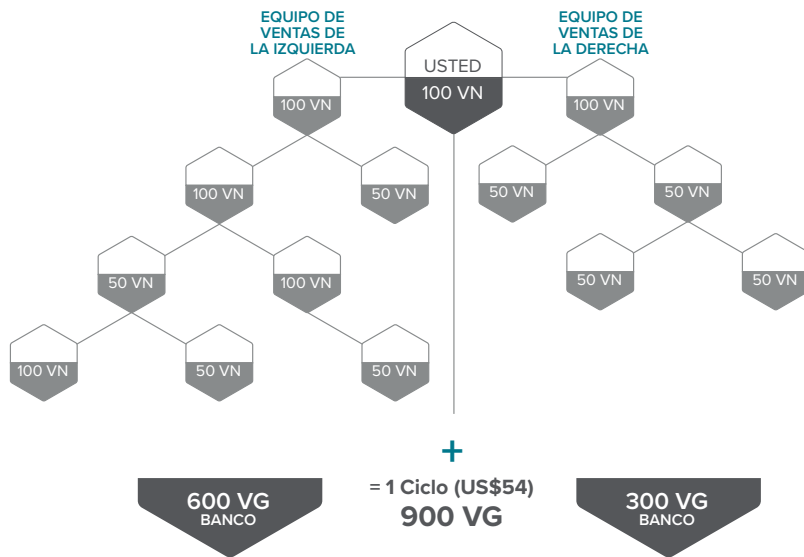 EQUIPO DE
VENTAS DE
LA IZQUIERDA
EQUIPO DE
VENTAS DE
LA DERECHA
USTED
100 VN
100 VN
100 VN
100 VN
50 VN
50 VN
50 VN
50 VN
100 VN
50 VN
50 VN
100 VN
50 VN
50 VN
+
= 1 Ciclo (US$54)
900 VG
600 VG
BANCO
300 VG
BANCO